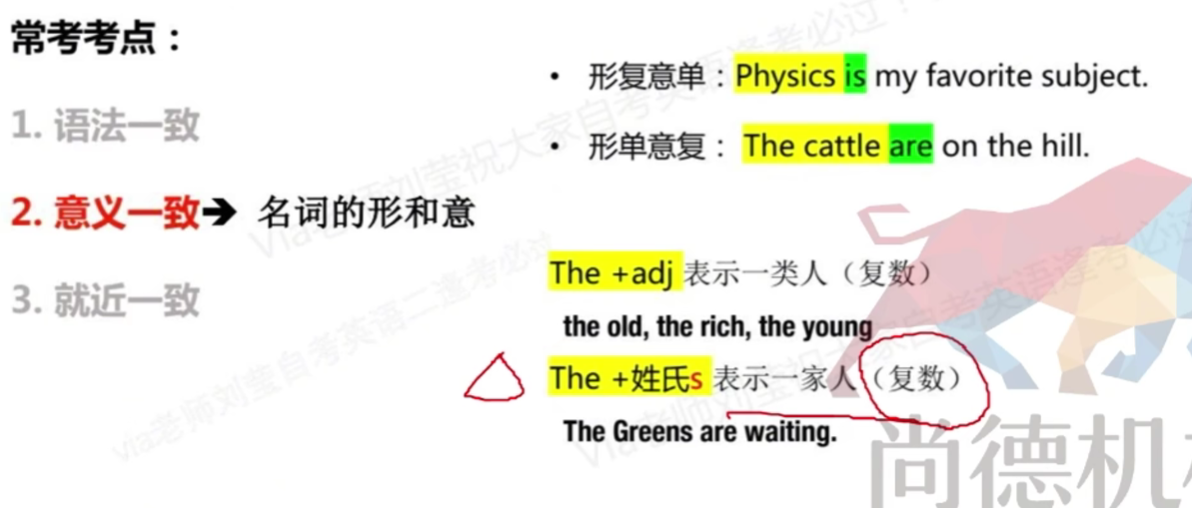 常考考点：
1. 语法一致
2. 意义一致➔ 名词的形和意
3. 就近一致
• 形复意单：Physics is my favorite subject.
• 形单意复： The cattle are on the hill.
The +adj 表示一类人（复数）
the old, the rich, the young
The +姓氏s 表示一家人（复数）
The Greens are waiting.
尚德机
Via老师刘莹祝大家自考英语逢考必过！
via老师刘莹自考英语二逢考必过